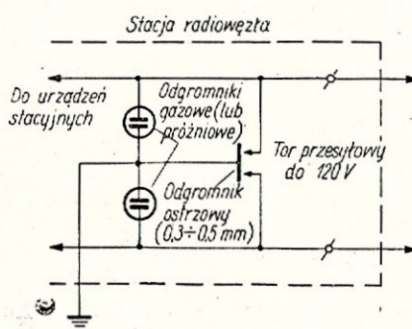 Stacja radiowęzła
Do urządzeń
stacyjnych
Odgromniki
gazowe (lub
próżniowe)
Odgromnik
ostrzowy
(0,3÷0,5 mm)
Tor przesyłowy
do 120 V